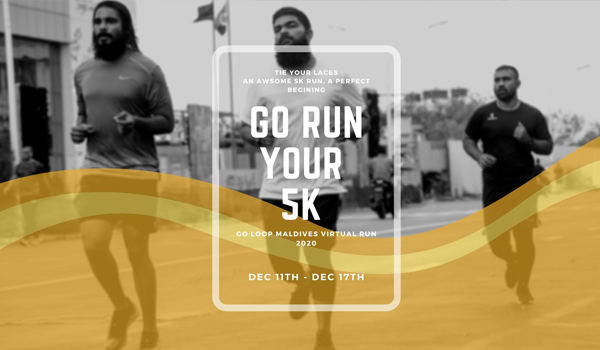 TIE YOUR LACES
AN AWSOME 5K RUN, A PERFECT
BEGINING
GO RUN
YOUR
5K
GO LOOP MALDIVES VIRTUAL RUN
2020
DEC 11TH - DEC 17TH